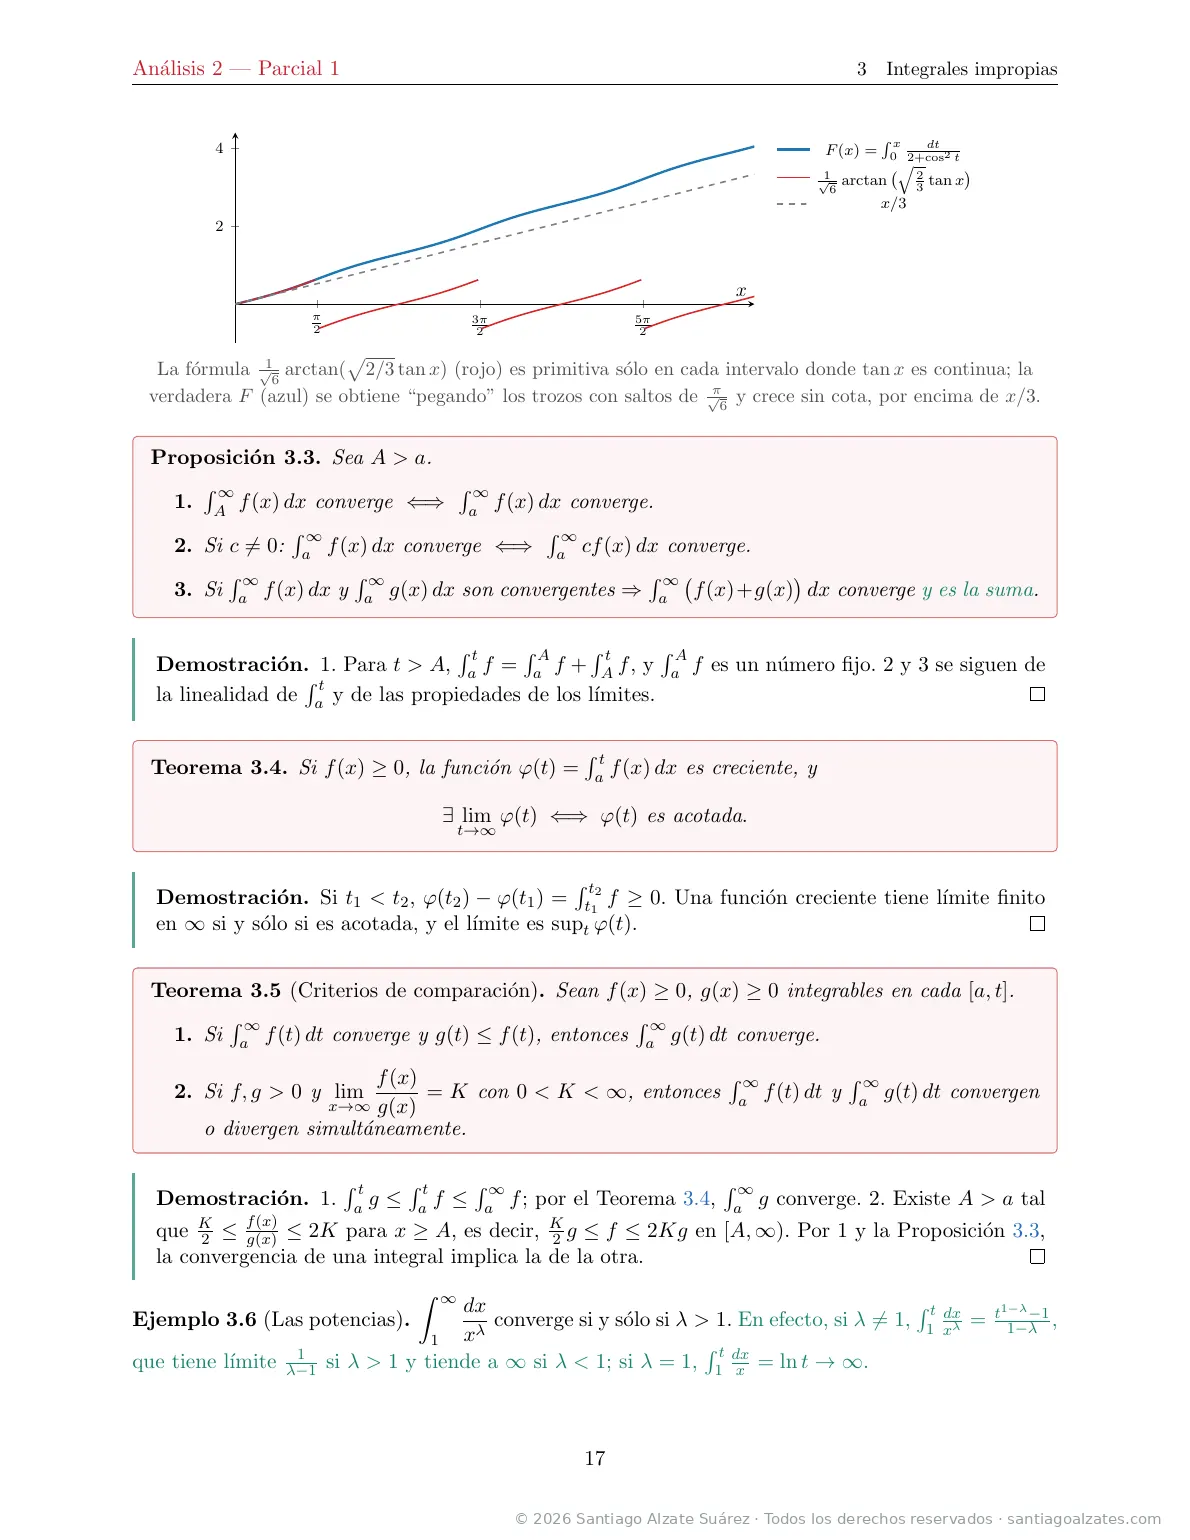 Análisis 2 — Parcial 1
3 Integrales impropias
4
2
π/2
3π/2
5π/2
x
F(x) = ∫_0^x dt/(2+cos² t)
1/√6 arctan(√(2/3) tan x)
x/3
La fórmula 1/√6 arctan(√(2/3) tan x) (rojo) es primitiva sólo en cada intervalo donde tan x es continua; la
verdadera F (azul) se obtiene “pegando” los trozos con saltos de π/√6 y crece sin cota, por encima de x/3.
Proposición 3.3. Sea A > a.
1. ∫_A^∞ f(x) dx converge ⟺ ∫_a^∞ f(x) dx converge.
2. Si c ≠ 0: ∫_a^∞ f(x) dx converge ⟺ ∫_a^∞ cf(x) dx converge.
3. Si ∫_a^∞ f(x) dx y ∫_a^∞ g(x) dx son convergentes ⇒ ∫_a^∞ (f(x)+g(x)) dx converge y es la suma.
Demostración. 1. Para t > A, ∫_a^t f = ∫_a^A f + ∫_A^t f, y ∫_a^A f es un número fijo. 2 y 3 se siguen de
la linealidad de ∫_a^t y de las propiedades de los límites. □
Teorema 3.4. Si f(x) ≥ 0, la función φ(t) = ∫_a^t f(x) dx es creciente, y
∃ lim_{t→∞} φ(t) ⟺ φ(t) es acotada.
Demostración. Si t₁ < t₂, φ(t₂) − φ(t₁) = ∫_{t₁}^{t₂} f ≥ 0. Una función creciente tiene límite finito
en ∞ si y sólo si es acotada, y el límite es sup_t φ(t). □
Teorema 3.5 (Criterios de comparación). Sean f(x) ≥ 0, g(x) ≥ 0 integrables en cada [a, t].
1. Si ∫_a^∞ f(t) dt converge y g(t) ≤ f(t), entonces ∫_a^∞ g(t) dt converge.
2. Si f, g > 0 y lim_{x→∞} f(x)/g(x) = K con 0 < K < ∞, entonces ∫_a^∞ f(t) dt y ∫_a^∞ g(t) dt convergen
o divergen simultáneamente.
Demostración. 1. ∫_a^t g ≤ ∫_a^t f ≤ ∫_a^∞ f; por el Teorema 3.4, ∫_a^∞ g converge. 2. Existe A > a tal
que K/2 ≤ f(x)/g(x) ≤ 2K para x ≥ A, es decir, K/2 g ≤ f ≤ 2Kg en [A, ∞). Por 1 y la Proposición 3.3,
la convergencia de una integral implica la de la otra. □
Ejemplo 3.6 (Las potencias). ∫_1^∞ dx/x^λ converge si y sólo si λ > 1. En efecto, si λ ≠ 1, ∫_1^t dx/x^λ = (t^{1−λ}−1)/(1−λ),
que tiene límite 1/(λ−1) si λ > 1 y tiende a ∞ si λ < 1; si λ = 1, ∫_1^t dx/x = ln t → ∞.
17
© 2026 Santiago Alzate Suárez · Todos los derechos reservados · santiagoalzates.com